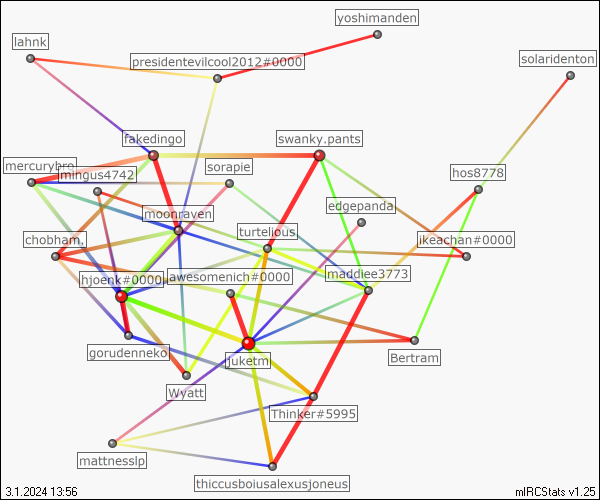 yoshimanden
lahnk
presidentevilcool2012#0000
solaridenton
fakedingo
swanky.pants
mercurybro
mingus4742
sorapie
hos8778
edgepanda
moonraven
chobham.
turtelious
ikeachan#0000
hjoenk#0000
awesomenich#0000
maddiee3773
gorudenneko
juketm
Bertram
Wyatt
Thinker#5995
mattnesslp
thiccusboiusalexusjoneus
3.1.2024 13:56
mIRCStats v1.25